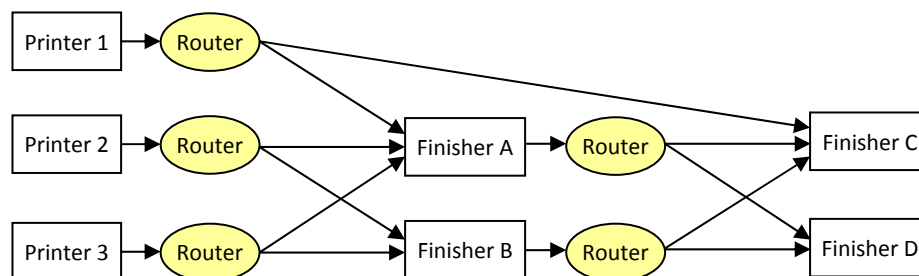 Printer 1
Router
Printer 2
Router
Finisher A
Router
Finisher C
Printer 3
Router
Finisher B
Router
Finisher D